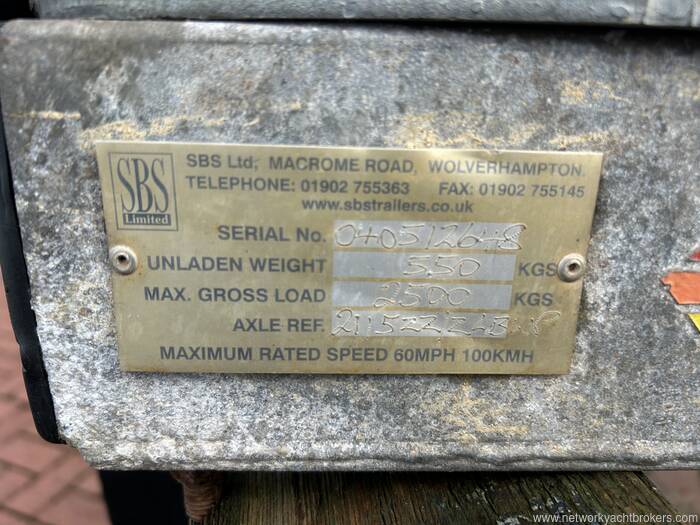 SBS
Limited
SBS Ltd; MACROME ROAD, WOLVERHAMPTON.
TELEPHONE: 01902 755363 FAX: 01902 755145
www.sbstrailers.co.uk
SERIAL No. 040512648
UNLADEN WEIGHT 550 KGS
MAX. GROSS LOAD 2500 KGS
AXLE REF.
MAXIMUM RATED SPEED 60MPH 100KMH
www.networkyachtbrokers.com